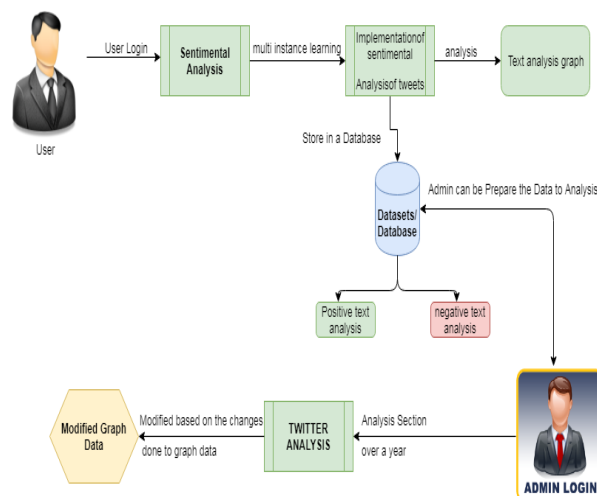 User Login
Sentimental
Analysis
multi instance learning
Implementationof
sentimental
Analysisof tweets
analysis
Text analysis graph
User
Store in a Database
Datasets/
Database
Admin can be Prepare the Data to Analysis
Positive text
analysis
negative text
analysis
Modified Graph
Data
Modified based on the changes
done to graph data
TWITTER
ANALYSIS
Analysis Section
over a year
ADMIN LOGIN